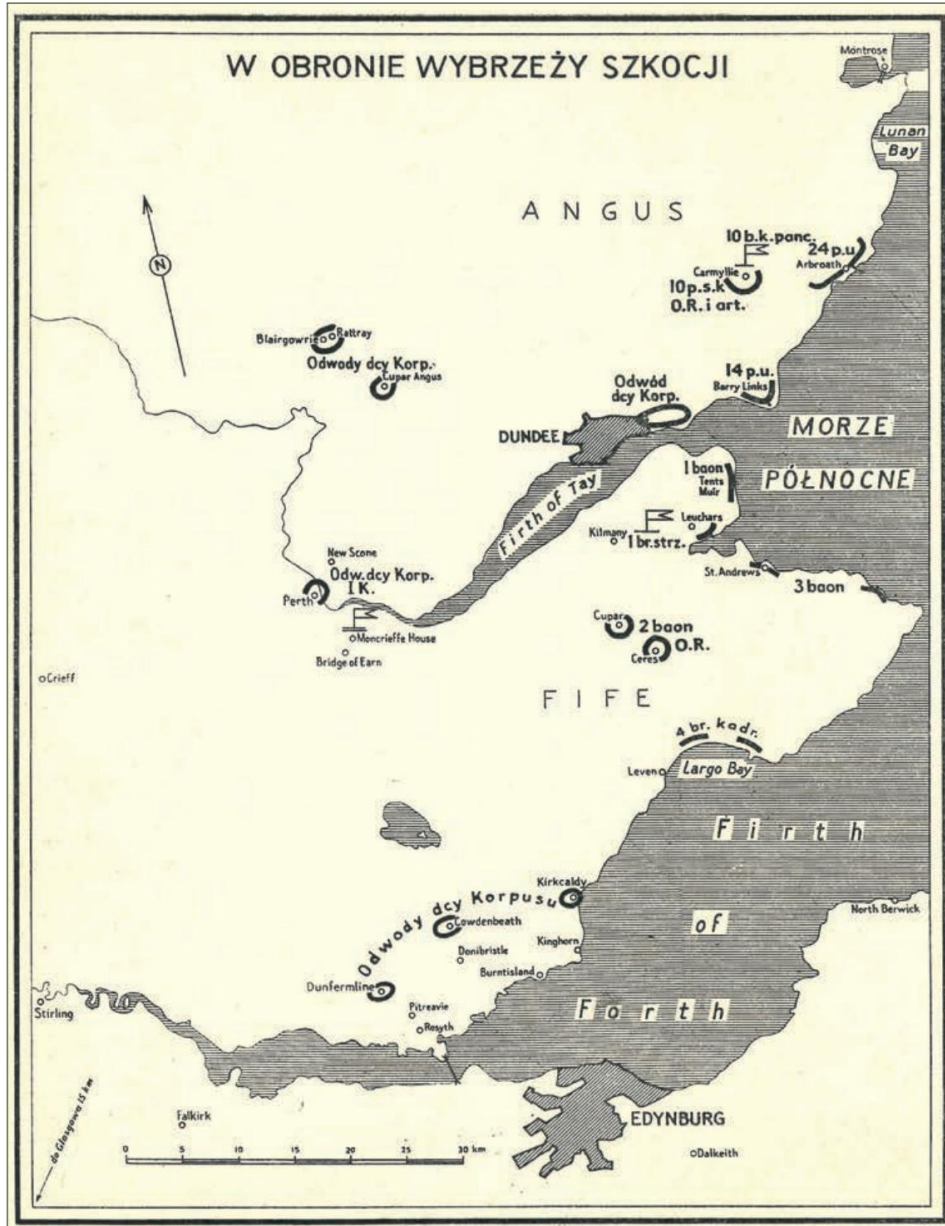 W OBRONIE WYBRZEŻY SZKOCJI
Montrose
Lunan
Bay
ANGUS
N
10 b.k.panc.
24 p.u
Carmyllie
Arbroath
10 p.s.k
O.R. i art.
Blairgowrie
Rattray
Odwody dcy Korp.
Cupar Angus
14 p.u.
Barry Links
Odwód
dcy Korp.
DUNDEE
MORZE
PÓŁNOCNE
1 baon
Tents
Muir
Firth of Tay
Leuchars
Kilmany
1 br.strz.
New Scone
Odw.dcy Korp.
I K.
Perth
St. Andrews
3 baon
Moncrieffe House
Bridge of Earn
Cupar
2 baon
O.R.
Ceres
Crieff
FIFE
4 br. kadr.
Leven
Largo Bay
Firth
of
Forth
Kirkcaldy
Odwody dcy Korpusu
Cowdenbeath
North Berwick
Donibristle
Kinghorn
Burntisland
Dunfermline
Pitreavie
Rosyth
Stirling
do Glasgowa 15 km
Falkirk
EDYNBURG
Dalkeith
0 5 10 20 30 km